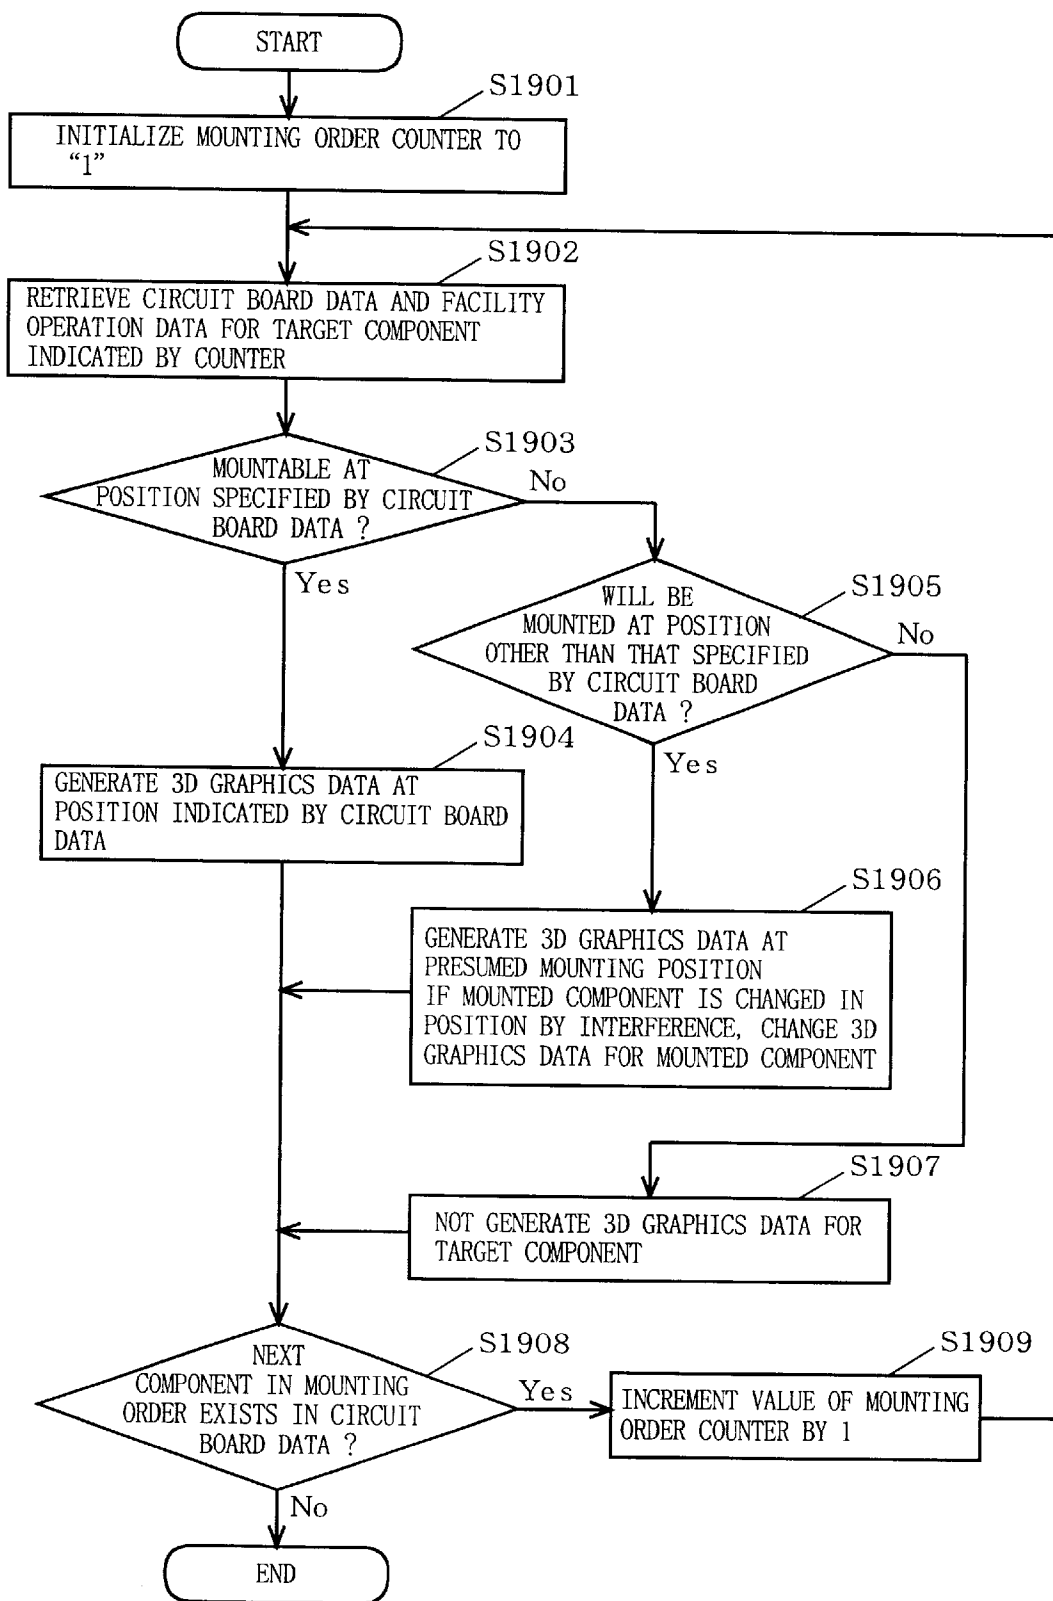 START
S1901
INITIALIZE MOUNTING ORDER COUNTER TO
“1”
S1902
RETRIEVE CIRCUIT BOARD DATA AND FACILITY
OPERATION DATA FOR TARGET COMPONENT
INDICATED BY COUNTER
S1903
MOUNTABLE AT
POSITION SPECIFIED BY CIRCUIT
BOARD DATA ?
No
Yes
S1905
WILL BE
MOUNTED AT POSITION
OTHER THAN THAT SPECIFIED
BY CIRCUIT BOARD
DATA ?
No
Yes
S1904
GENERATE 3D GRAPHICS DATA AT
POSITION INDICATED BY CIRCUIT BOARD
DATA
S1906
GENERATE 3D GRAPHICS DATA AT
PRESUMED MOUNTING POSITION
IF MOUNTED COMPONENT IS CHANGED IN
POSITION BY INTERFERENCE, CHANGE 3D
GRAPHICS DATA FOR MOUNTED COMPONENT
S1907
NOT GENERATE 3D GRAPHICS DATA FOR
TARGET COMPONENT
S1908
NEXT
COMPONENT IN MOUNTING
ORDER EXISTS IN CIRCUIT
BOARD DATA ?
Yes
S1909
INCREMENT VALUE OF MOUNTING
ORDER COUNTER BY 1
No
END